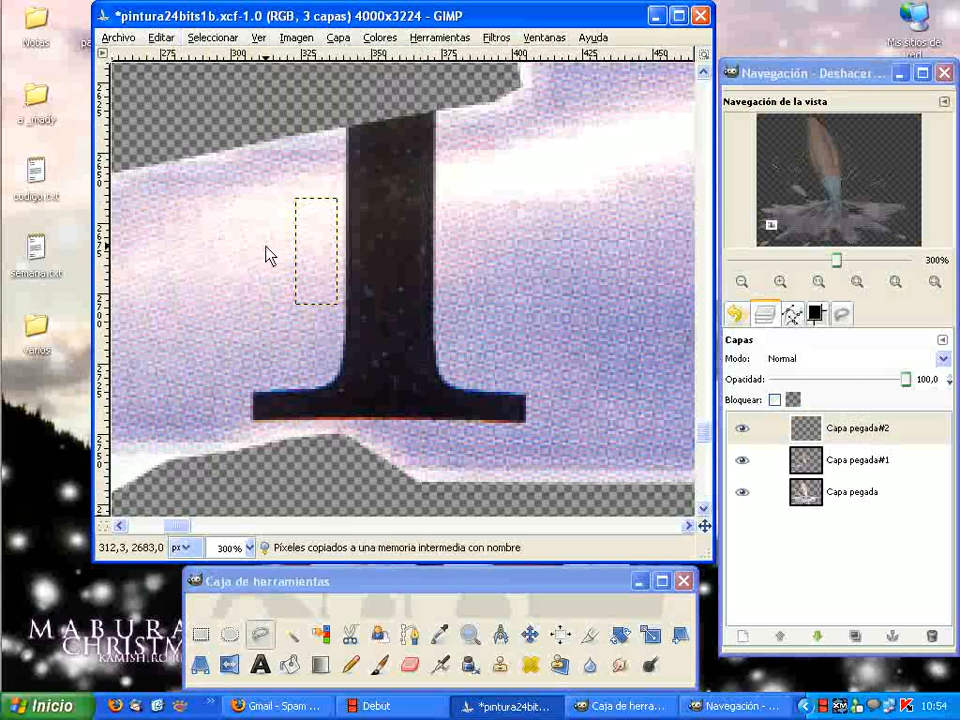 *pintura24bits1b.xcf-1.0 (RGB, 3 capas) 4000x3224 - GIMP
Archivo Editar Seleccionar Ver Imagen Capa Colores Herramientas Filtros Ventanas Ayuda
275 300 325 350 375 400 425 450
312,3, 2683,0 px 300% Píxeles copiados a una memoria intermedia con nombre
Notas
a _mady
codigo.txt
semana.txt
varios
Mis sitios de red
Navegación - Deshacer...
Navegación de la vista
300%
Capas
Modo: Normal
Opacidad: 100,0
Bloquear:
Capa pegada#2
Capa pegada#1
Capa pegada
Caja de herramientas
MABURA
CHRISTM
KAMISH.RO
Inicio Gmail - Spam ... Debut *pintura24bit... Caja de herra... Navegación - ... 10:54